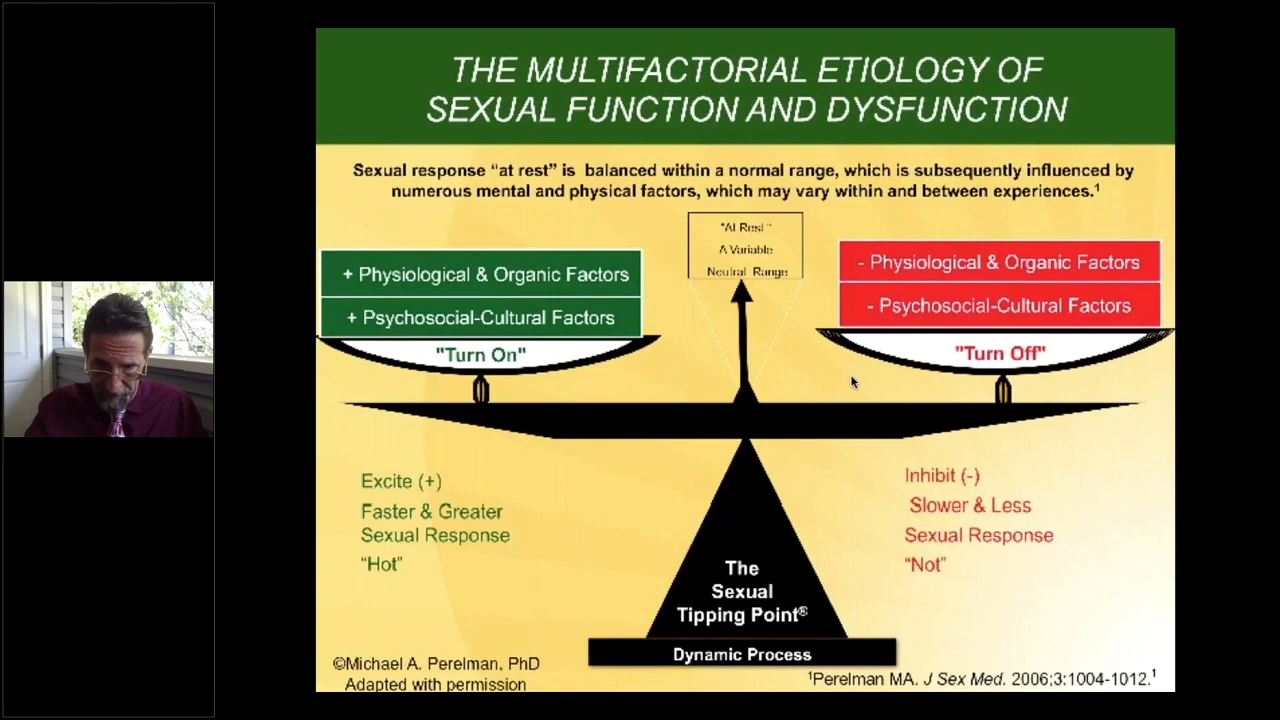 THE MULTIFACTORIAL ETIOLOGY OF
SEXUAL FUNCTION AND DYSFUNCTION
Sexual response “at rest” is balanced within a normal range, which is subsequently influenced by
numerous mental and physical factors, which may vary within and between experiences.¹
"At Rest "
A Variable
Neutral Range
+ Physiological & Organic Factors
+ Psychosocial-Cultural Factors
"Turn On"
- Physiological & Organic Factors
- Psychosocial-Cultural Factors
"Turn Off"
Excite (+)
Faster & Greater
Sexual Response
“Hot”
Inhibit (-)
Slower & Less
Sexual Response
“Not”
The
Sexual
Tipping Point®
Dynamic Process
©Michael A. Perelman, PhD
Adapted with permission
¹Perelman MA. J Sex Med. 2006;3:1004-1012.¹